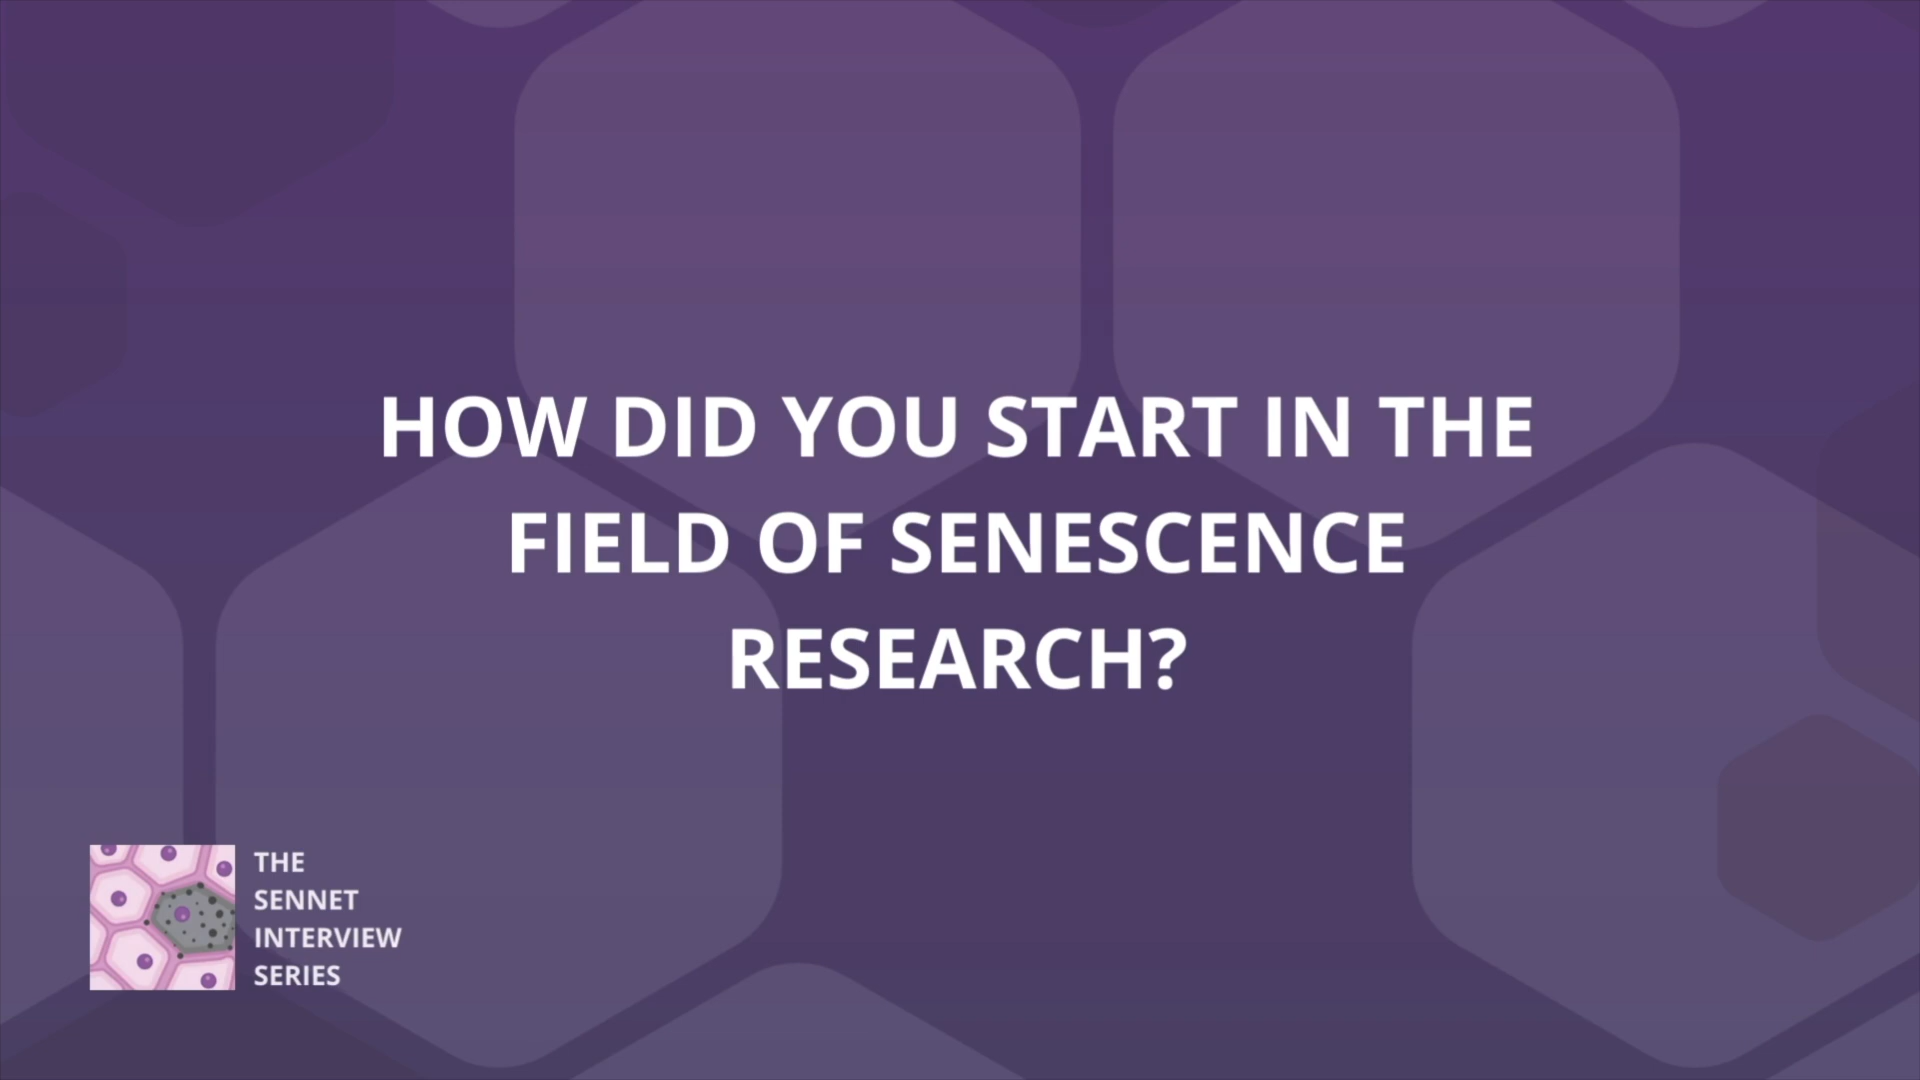 HOW DID YOU START IN THE
FIELD OF SENESCENCE
RESEARCH?
THE
SENNET
INTERVIEW
SERIES